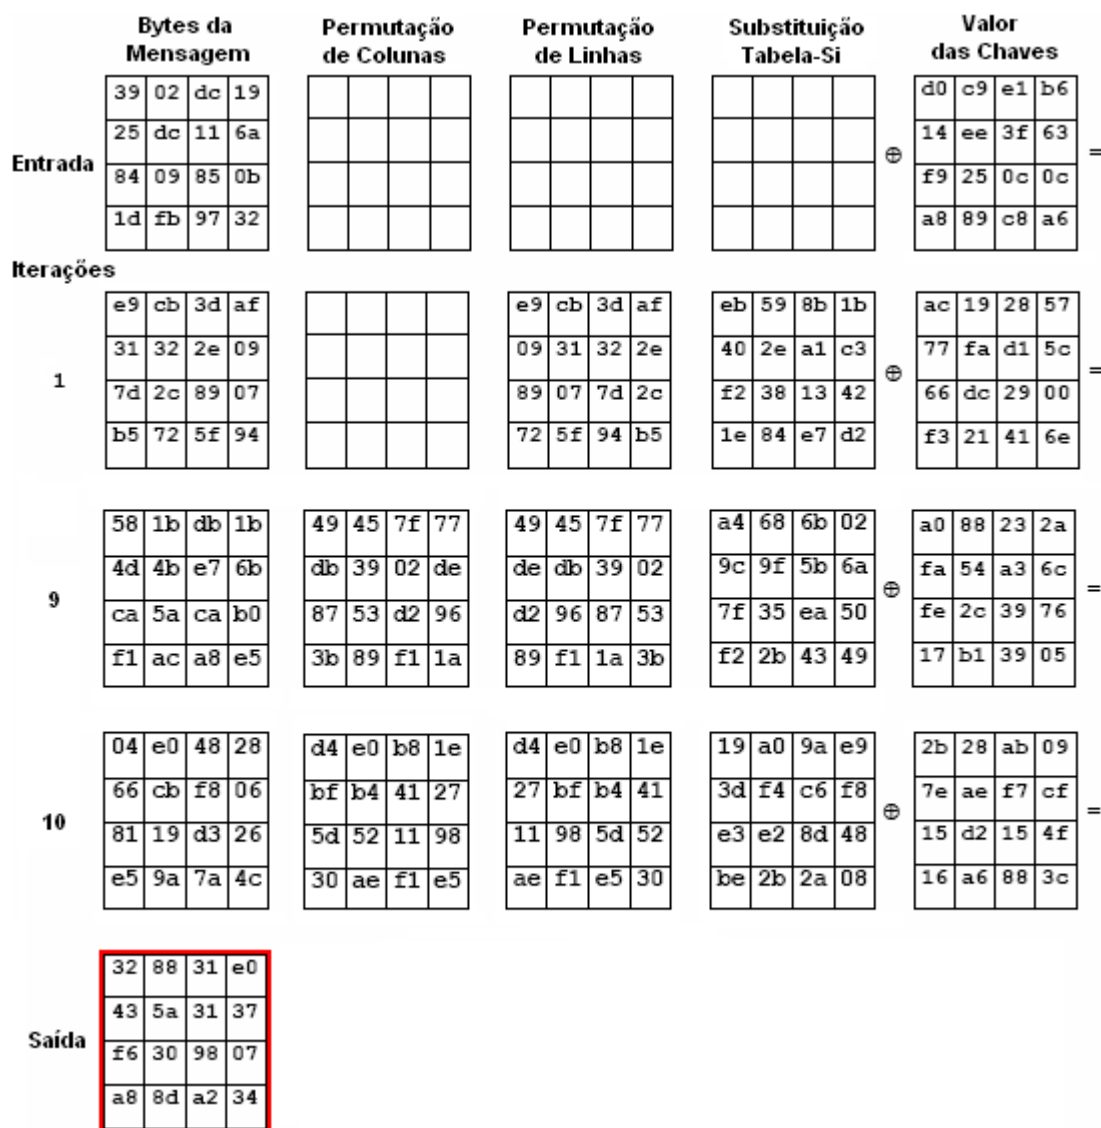 Bytes da Mensagem Permutação de Colunas Permutação de Linhas Substituição Tabela-Si Valor das Chaves
39 02 dc 19 d0 c9 e1 b6
25 dc 11 6a 14 ee 3f 63
Entrada ⊕ =
84 09 85 0b f9 25 0c 0c
1d fb 97 32 a8 89 c8 a6
Iterações
e9 cb 3d af e9 cb 3d af eb 59 8b 1b ac 19 28 57
31 32 2e 09 09 31 32 2e 40 2e a1 c3 77 fa d1 5c
1 ⊕ =
7d 2c 89 07 89 07 7d 2c f2 38 13 42 66 dc 29 00
b5 72 5f 94 72 5f 94 b5 1e 84 e7 d2 f3 21 41 6e
58 1b db 1b 49 45 7f 77 49 45 7f 77 a4 68 6b 02 a0 88 23 2a
4d 4b e7 6b db 39 02 de de db 39 02 9c 9f 5b 6a fa 54 a3 6c
9 ⊕ =
ca 5a ca b0 87 53 d2 96 d2 96 87 53 7f 35 ea 50 fe 2c 39 76
f1 ac a8 e5 3b 89 f1 1a 89 f1 1a 3b f2 2b 43 49 17 b1 39 05
04 e0 48 28 d4 e0 b8 1e d4 e0 b8 1e 19 a0 9a e9 2b 28 ab 09
66 cb f8 06 bf b4 41 27 27 bf b4 41 3d f4 c6 f8 7e ae f7 cf
10 ⊕ =
81 19 d3 26 5d 52 11 98 11 98 5d 52 e3 e2 8d 48 15 d2 15 4f
e5 9a 7a 4c 30 ae f1 e5 ae f1 e5 30 be 2b 2a 08 16 a6 88 3c
32 88 31 e0
43 5a 31 37
Saída
f6 30 98 07
a8 8d a2 34